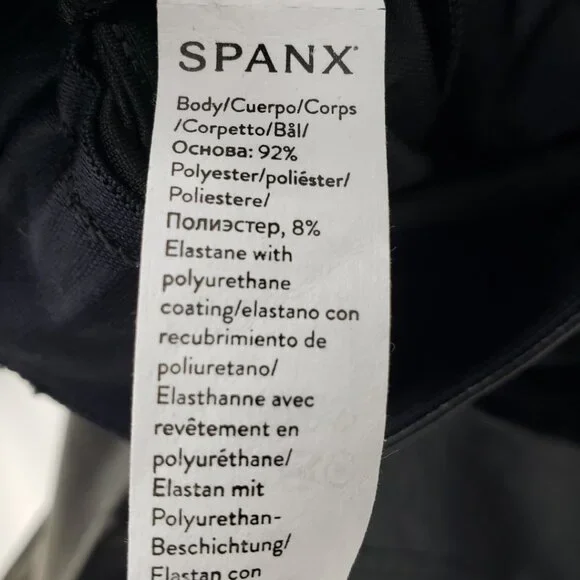 SPANX
Body/Cuerpo/Corps
/Corpetto/Bål/
Основа: 92%
Polyester/poliéster/
Poliestere/
Полиэстер, 8%
Elastane with
polyurethane
coating/elastano con
recubrimiento de
poliuretano/
Elasthanne avec
revêtement en
polyuréthane/
Elastan mit
Polyurethan-
Beschichtung/
Elastan con